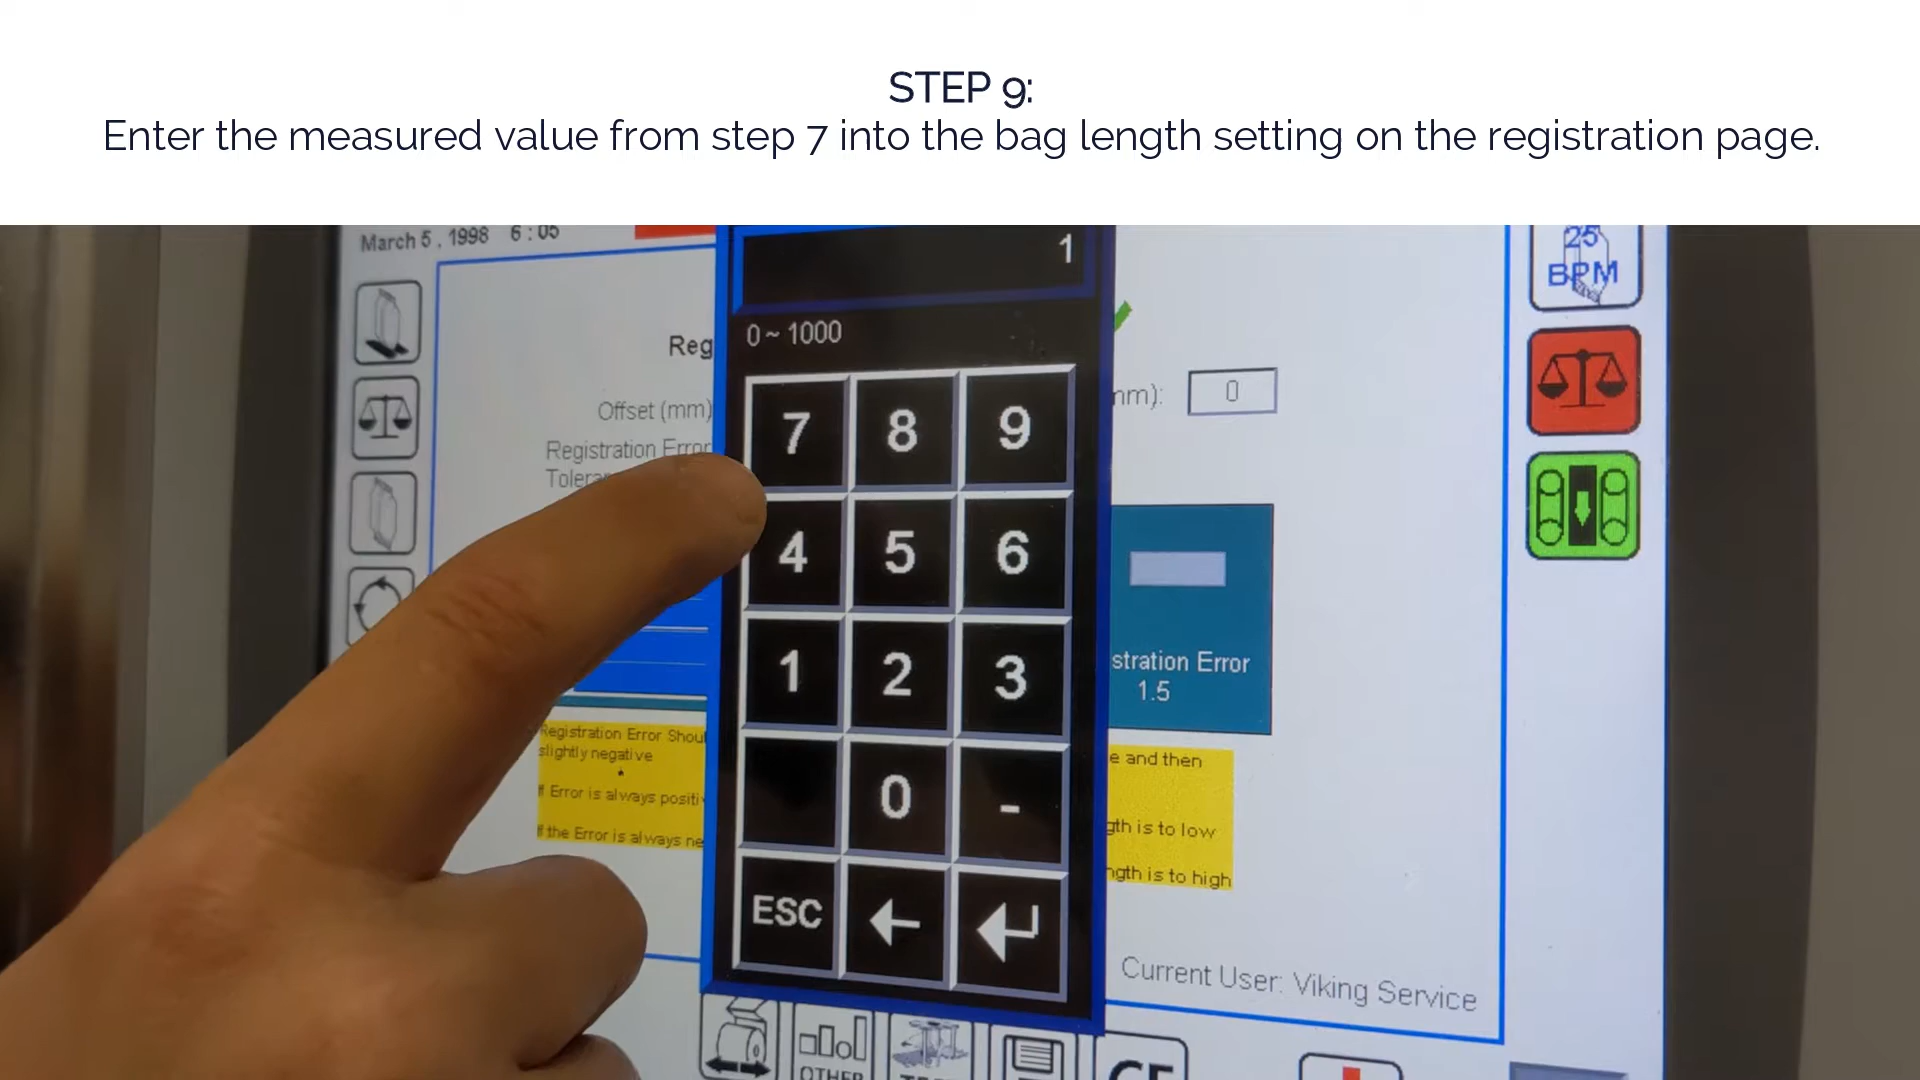 STEP 9:
Enter the measured value from step 7 into the bag length setting on the registration page.
March 5 , 1998 6 : 05
1
25
BPM
0 ~ 1000
Reg
Offset (mm)
mm):
0
Registration Error
7
8
9
4
5
6
1
2
3
0
-
ESC
stration Error
1.5
Registration Error Shoul
slightly negative
If Error is always positiv
If the Error is always ne
e and then
gth is to low
ngth is to high
Current User: Viking Service
OTHER